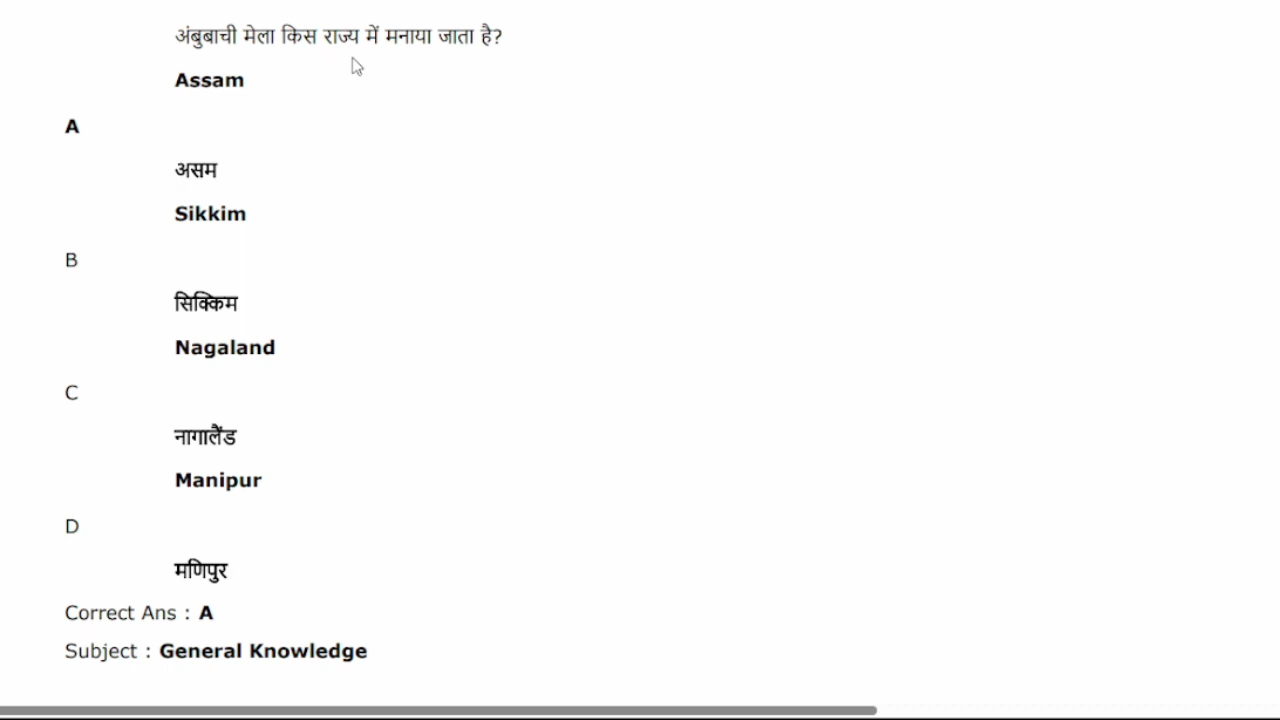 अंबुबाची मेला किस राज्य में मनाया जाता है?
Assam
A
असम
Sikkim
B
सिक्किम
Nagaland
C
नागालैंड
Manipur
D
मणिपुर
Correct Ans : A
Subject : General Knowledge